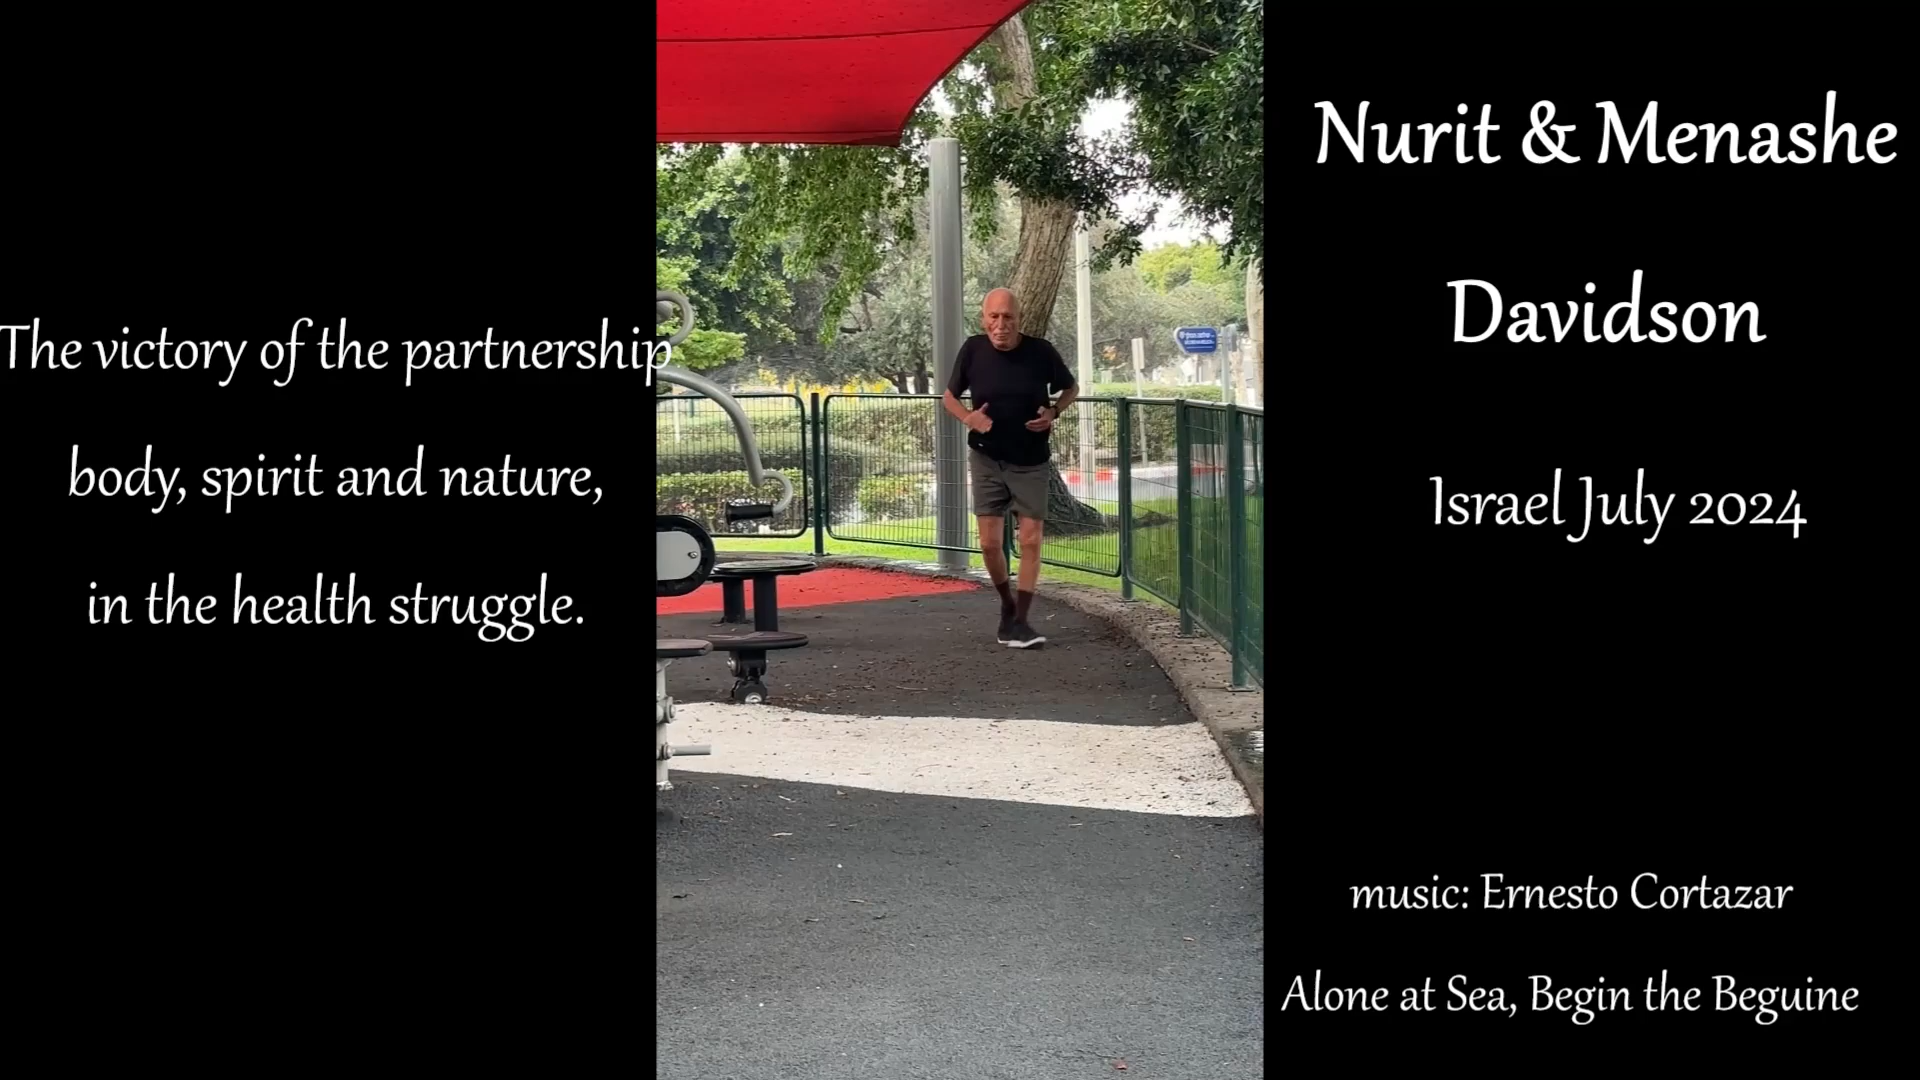 The victory of the partnership
body, spirit and nature,
in the health struggle.
Nurit & Menashe
Davidson
Israel July 2024
music: Ernesto Cortazar
Alone at Sea, Begin the Beguine